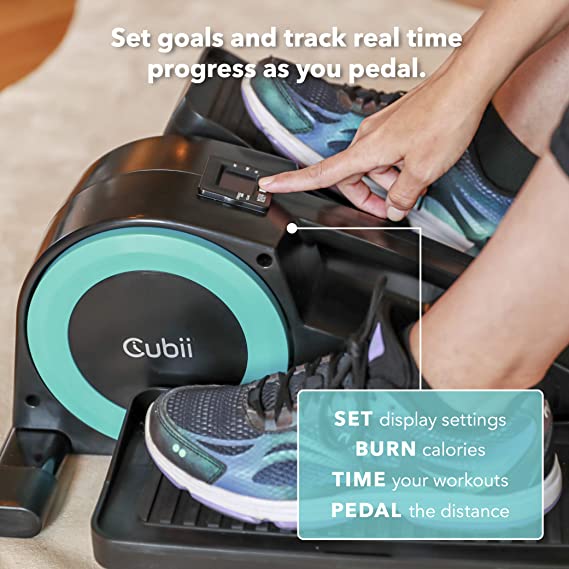 Set goals and track real time
progress as you pedal.
Cubii
SET display settings
BURN calories
TIME your workouts
PEDAL the distance